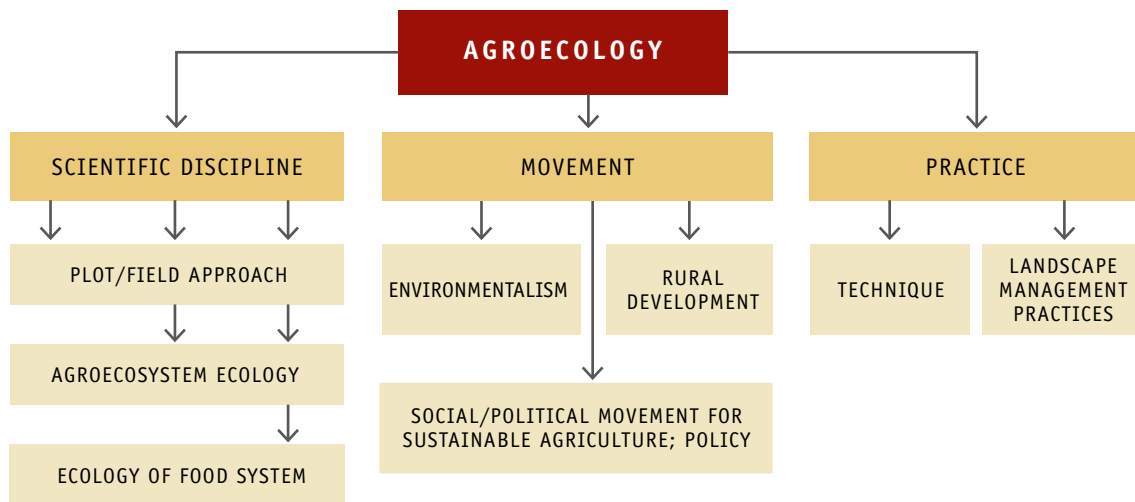 AGROECOLOGY
SCIENTIFIC DISCIPLINE
MOVEMENT
PRACTICE
PLOT/FIELD APPROACH
AGROECOSYSTEM ECOLOGY
ECOLOGY OF FOOD SYSTEM
ENVIRONMENTALISM
RURAL
DEVELOPMENT
SOCIAL/POLITICAL MOVEMENT FOR
SUSTAINABLE AGRICULTURE; POLICY
TECHNIQUE
LANDSCAPE
MANAGEMENT
PRACTICES